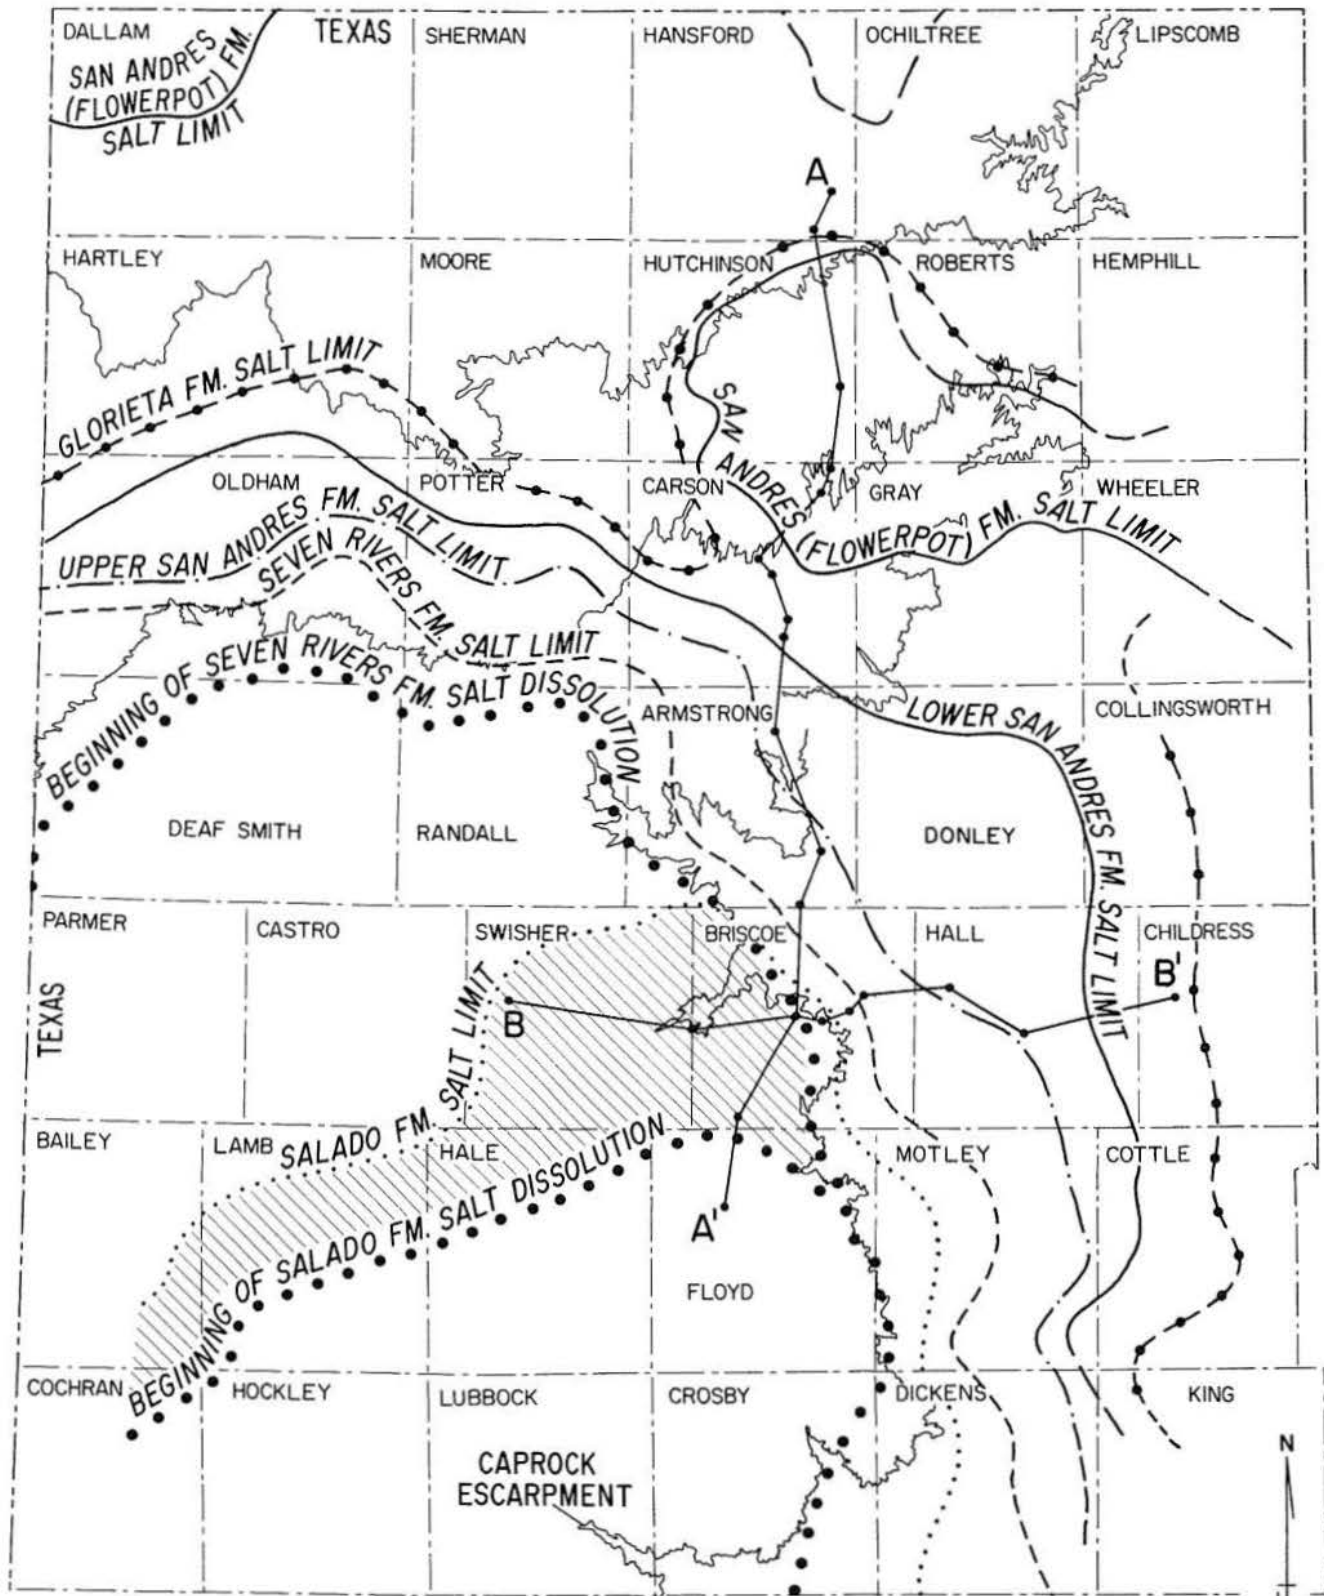 DALLAM
TEXAS
SHERMAN
HANSFORD
OCHILTREE
LIPSCOMB
SAN ANDRES
(FLOWERPOT) FM.
SALT LIMIT
A
HARTLEY
MOORE
HUTCHINSON
ROBERTS
HEMPHILL
GLORIETA FM. SALT LIMIT
SAN ANDRES (FLOWERPOT) FM. SALT LIMIT
OLDHAM
POTTER
CARSON
GRAY
WHEELER
UPPER SAN ANDRES FM. SALT LIMIT
SEVEN RIVERS FM. SALT LIMIT
BEGINNING OF SEVEN RIVERS FM. SALT DISSOLUTION
ARMSTRONG
LOWER SAN ANDRES FM. SALT LIMIT
COLLINGSWORTH
DEAF SMITH
RANDALL
DONLEY
PARMER
CASTRO
SWISHER
BRISCOE
HALL
CHILDRESS
B
B'
TEXAS
SALADO FM. SALT LIMIT
BAILEY
LAMB
HALE
MOTLEY
COTTLE
BEGINNING OF SALADO FM. SALT DISSOLUTION
A'
FLOYD
COCHRAN
HOCKLEY
LUBBOCK
CROSBY
DICKENS
KING
CAPROCK
ESCARPMENT
N